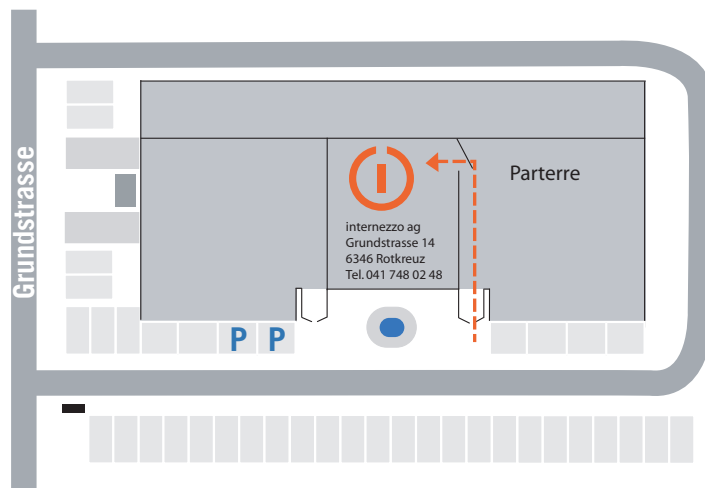 Grundstrasse
Parterre
internezzo ag
Grundstrasse 14
6346 Rotkreuz
Tel. 041 748 02 48
P P